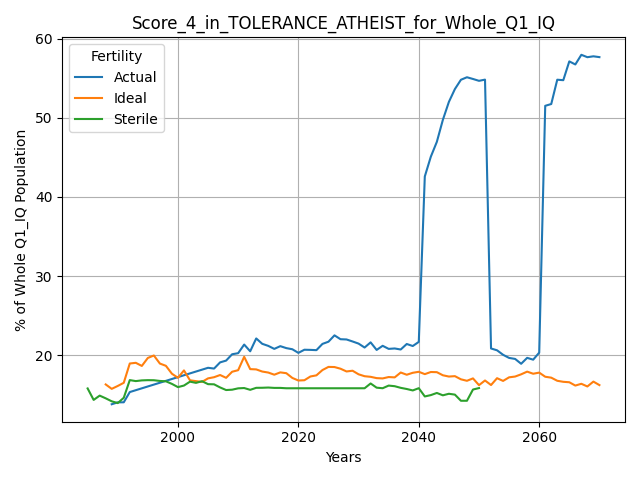 Score_4_in_TOLERANCE_ATHEIST_for_Whole_Q1_IQ
Fertility
Actual
Ideal
Sterile
% of Whole Q1_IQ Population
60
50
40
30
20
2000
2020
2040
2060
Years